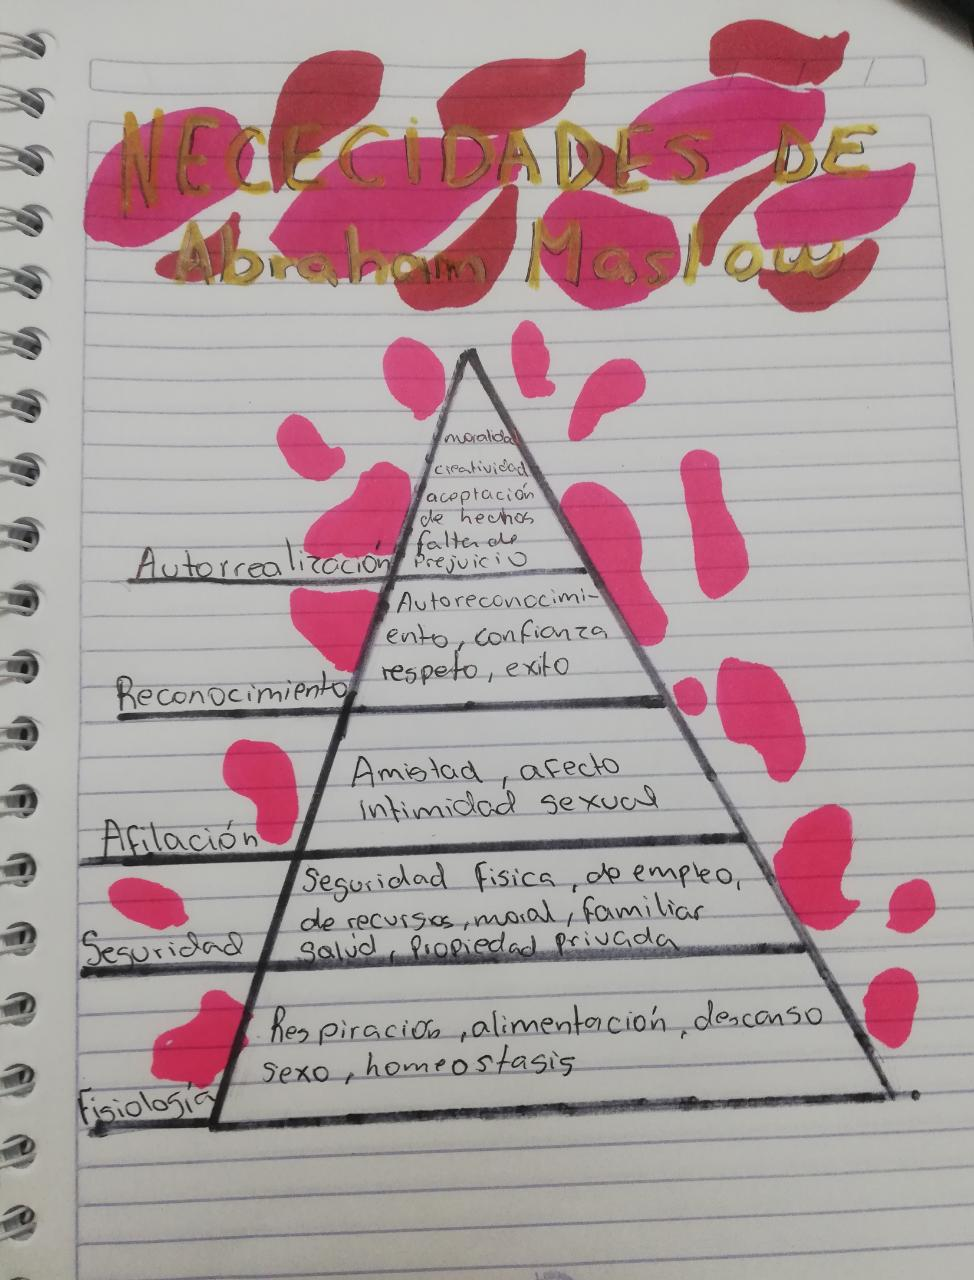 NECECIDADES DE
Abraham Maslow
moralidad
creatividad
aceptación
de hechos
falta de
prejuicio
Autorrealización
Autoreconocimi-
ento, confianza
respeto, exito
Reconocimiento
Amistad, afecto
intimidad sexual
Afilación
Seguridad fisica, de empleo,
de recursos, moral, familiar
salud, propiedad privada
Seguridad
Respiración, alimentación, descanso
sexo, homeostasis
Fisiología